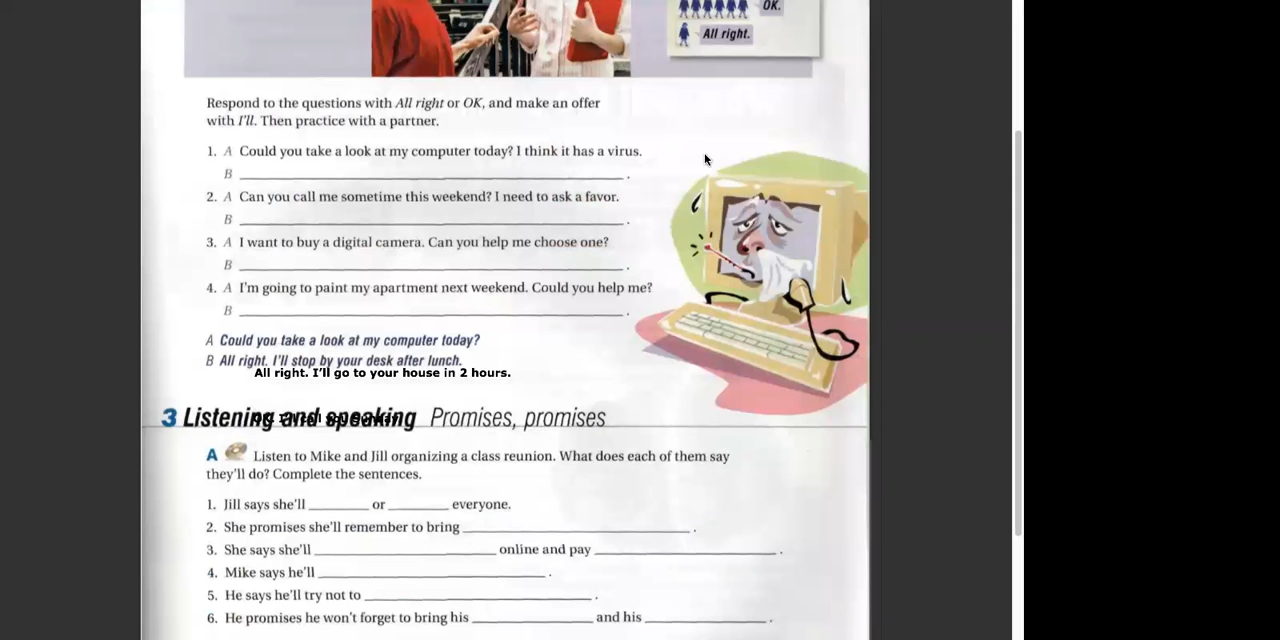 OK.
All right.
Respond to the questions with All right or OK, and make an offer
with I'll. Then practice with a partner.
1. A Could you take a look at my computer today? I think it has a virus.
B ________ .
2. A Can you call me sometime this weekend? I need to ask a favor.
B ________ .
3. A I want to buy a digital camera. Can you help me choose one?
B ________ .
4. A I'm going to paint my apartment next weekend. Could you help me?
B ________ .
A Could you take a look at my computer today?
B All right. I'll stop by your desk after lunch.
All right. I'll go to your house in 2 hours.
3 Listening and speaking Promises, promises
A Listen to Mike and Jill organizing a class reunion. What does each of them say
they'll do? Complete the sentences.
1. Jill says she'll ________ or ________ everyone.
2. She promises she'll remember to bring ________ .
3. She says she'll ________ online and pay ________ .
4. Mike says he'll ________ .
5. He says he'll try not to ________ .
6. He promises he won't forget to bring his ________ and his ________ .